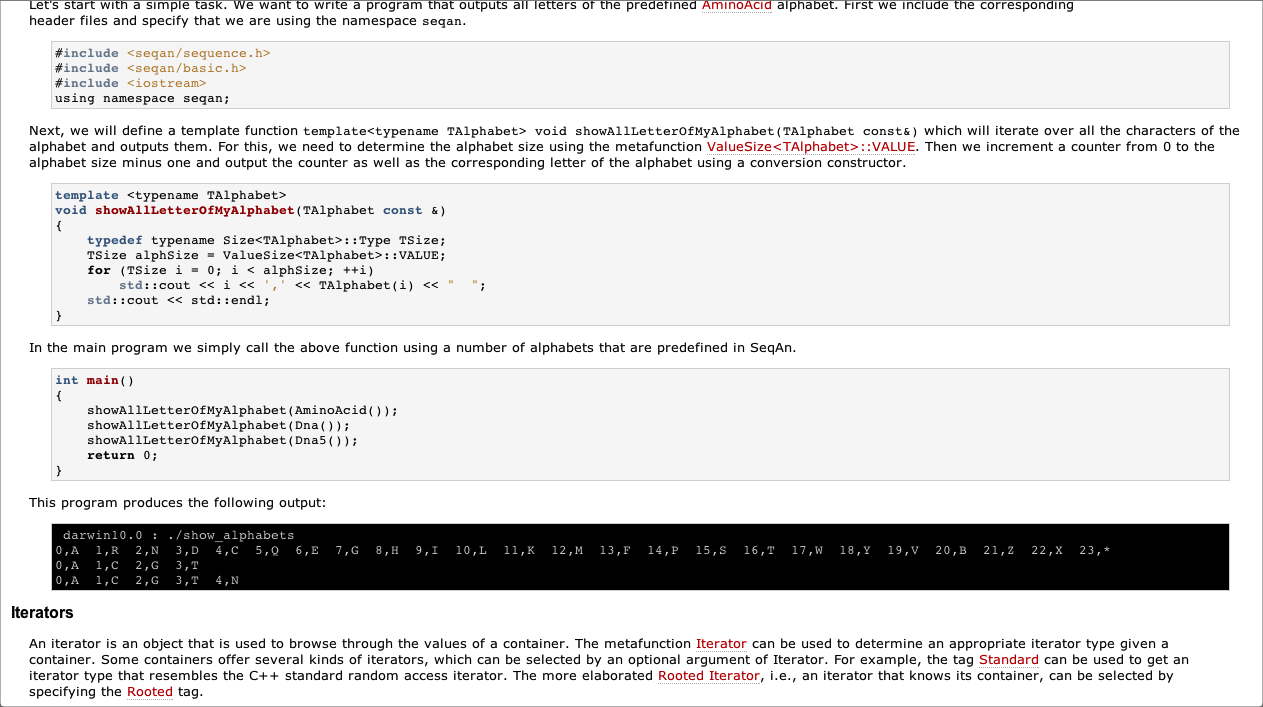 Let's start with a simple task. We want to write a program that outputs all letters of the predefined AminoAcid alphabet. First we include the corresponding
header files and specify that we are using the namespace seqan.
#include <seqan/sequence.h>
#include <seqan/basic.h>
#include <iostream>
using namespace seqan;
Next, we will define a template function template<typename TAlphabet> void showAllLetterOfMyAlphabet(TAlphabet const&) which will iterate over all the characters of the
alphabet and outputs them. For this, we need to determine the alphabet size using the metafunction ValueSize<TAlphabet>::VALUE. Then we increment a counter from 0 to the
alphabet size minus one and output the counter as well as the corresponding letter of the alphabet using a conversion constructor.
template <typename TAlphabet>
void showAllLetterOfMyAlphabet(TAlphabet const &)
{
    typedef typename Size<TAlphabet>::Type TSize;
    TSize alphSize = ValueSize<TAlphabet>::VALUE;
    for (TSize i = 0; i < alphSize; ++i)
        std::cout << i << ',' << TAlphabet(i) << "  ";
    std::cout << std::endl;
}
In the main program we simply call the above function using a number of alphabets that are predefined in SeqAn.
int main()
{
    showAllLetterOfMyAlphabet(AminoAcid());
    showAllLetterOfMyAlphabet(Dna());
    showAllLetterOfMyAlphabet(Dna5());
    return 0;
}
This program produces the following output:
darwin10.0 : ./show_alphabets
0,A  1,R  2,N  3,D  4,C  5,Q  6,E  7,G  8,H  9,I  10,L  11,K  12,M  13,F  14,P  15,S  16,T  17,W  18,Y  19,V  20,B  21,Z  22,X  23,*
0,A  1,C  2,G  3,T
0,A  1,C  2,G  3,T  4,N
Iterators
An iterator is an object that is used to browse through the values of a container. The metafunction Iterator can be used to determine an appropriate iterator type given a
container. Some containers offer several kinds of iterators, which can be selected by an optional argument of Iterator. For example, the tag Standard can be used to get an
iterator type that resembles the C++ standard random access iterator. The more elaborated Rooted Iterator, i.e., an iterator that knows its container, can be selected by
specifying the Rooted tag.